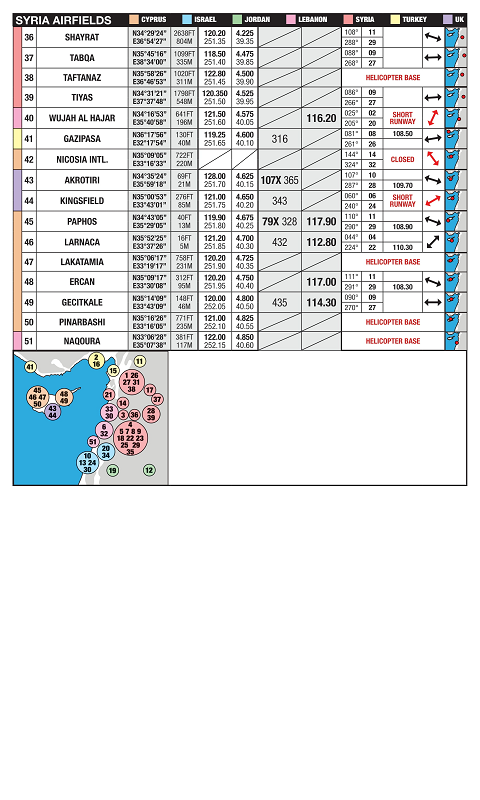 SYRIA AIRFIELDS CYPRUS ISRAEL JORDAN LEBANON SYRIA TURKEY UK
36 SHAYRAT N34°29'24" E36°54'27" 2638FT 804M 120.20 251.35 4.225 39.35 108° 11 288° 29
37 TABQA N35°45'16" E38°34'00" 1099FT 335M 118.50 251.40 4.475 39.85 088° 09 268° 27
38 TAFTANAZ N35°58'26" E36°46'53" 1020FT 311M 122.80 251.45 4.500 39.90 HELICOPTER BASE
39 TIYAS N34°31'21" E37°37'48" 1798FT 548M 120.350 251.50 4.525 39.95 086° 09 266° 27
40 WUJAH AL HAJAR N34°16'53" E35°40'58" 641FT 196M 121.50 251.60 4.575 40.05 116.20 025° 02 205° 20 SHORT RUNWAY
41 GAZIPASA N36°17'56" E32°17'54" 130FT 40M 119.25 251.65 4.600 40.10 316 081° 08 261° 26 108.50
42 NICOSIA INTL. N35°09'05" E33°16'33" 722FT 220M 144° 14 324° 32 CLOSED
43 AKROTIRI N34°35'24" E35°59'18" 69FT 21M 128.00 251.70 4.625 40.15 107X 365 107° 10 287° 28 109.70
44 KINGSFIELD N35°00'53" E33°43'01" 276FT 85M 121.00 251.75 4.650 40.20 343 060° 06 240° 24 SHORT RUNWAY
45 PAPHOS N34°43'05" E35°29'05" 40FT 13M 119.90 251.80 4.675 40.25 79X 328 117.90 110° 11 290° 29 108.90
46 LARNACA N35°52'25" E33°37'26" 16FT 5M 121.20 251.85 4.700 40.30 432 112.80 044° 04 224° 22 110.30
47 LAKATAMIA N35°06'17" E33°19'17" 758FT 231M 120.20 251.90 4.725 40.35 HELICOPTER BASE
48 ERCAN N35°09'17" E33°30'08" 312FT 95M 120.20 251.95 4.750 40.40 117.00 111° 11 291° 29 108.30
49 GECITKALE N35°14'09" E33°43'09" 148FT 46M 120.00 252.05 4.800 40.50 435 114.30 090° 09 270° 27
50 PINARBASHI N35°16'26" E33°16'05" 771FT 235M 121.00 252.10 4.825 40.55 HELICOPTER BASE
51 NAQOURA N33°06'28" E35°07'38" 381FT 117M 122.00 252.15 4.850 40.60 HELICOPTER BASE
2
16
11
41
15
1 26
27 31
38
17
37
45
46 47
50
48
49
43
44
21
14
33
30
3
36
28
39
4
5 7 8 9
18 22 23
25 29
35
6
32
51
20
34
10
13 24
30
19
12